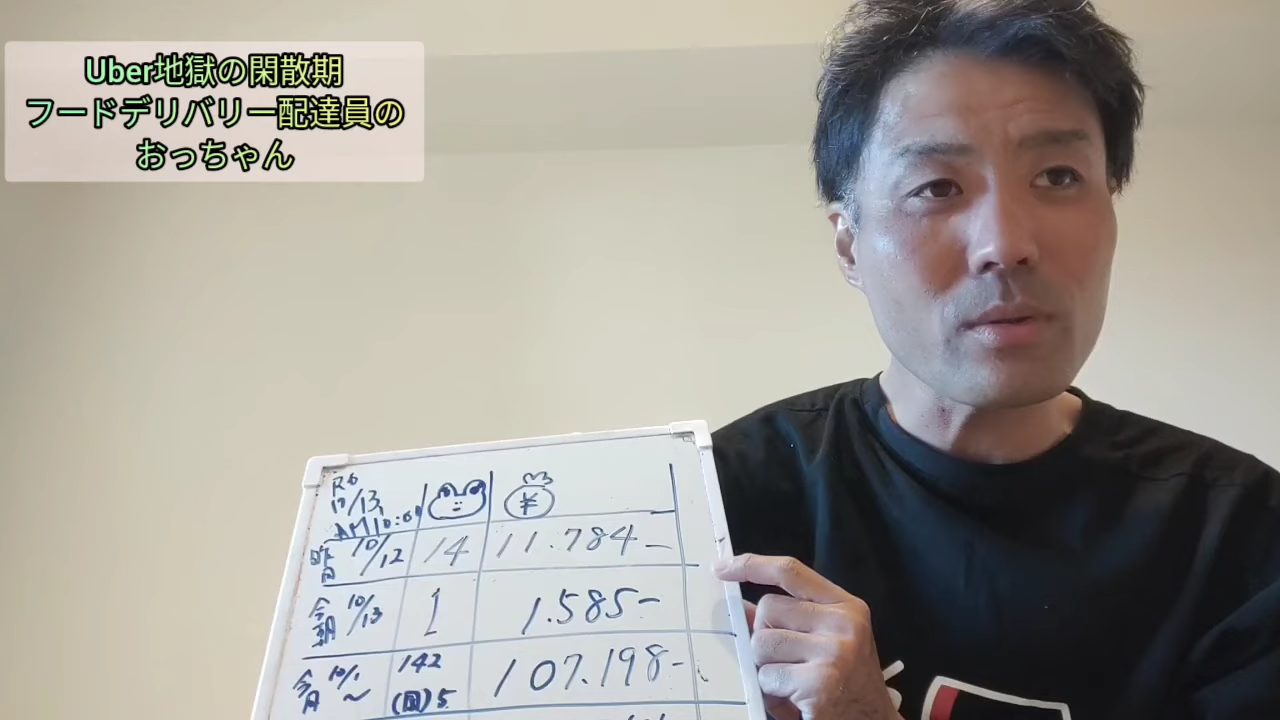 Uber地獄の閑散期
フードデリバリー配達員の
おっちゃん
R6
10/13
AM10:00
¥
昨日 10/12 14 11.784-
今朝 10/13 1 1.585-
今月 10/1~ 142 (回)5 107.198-